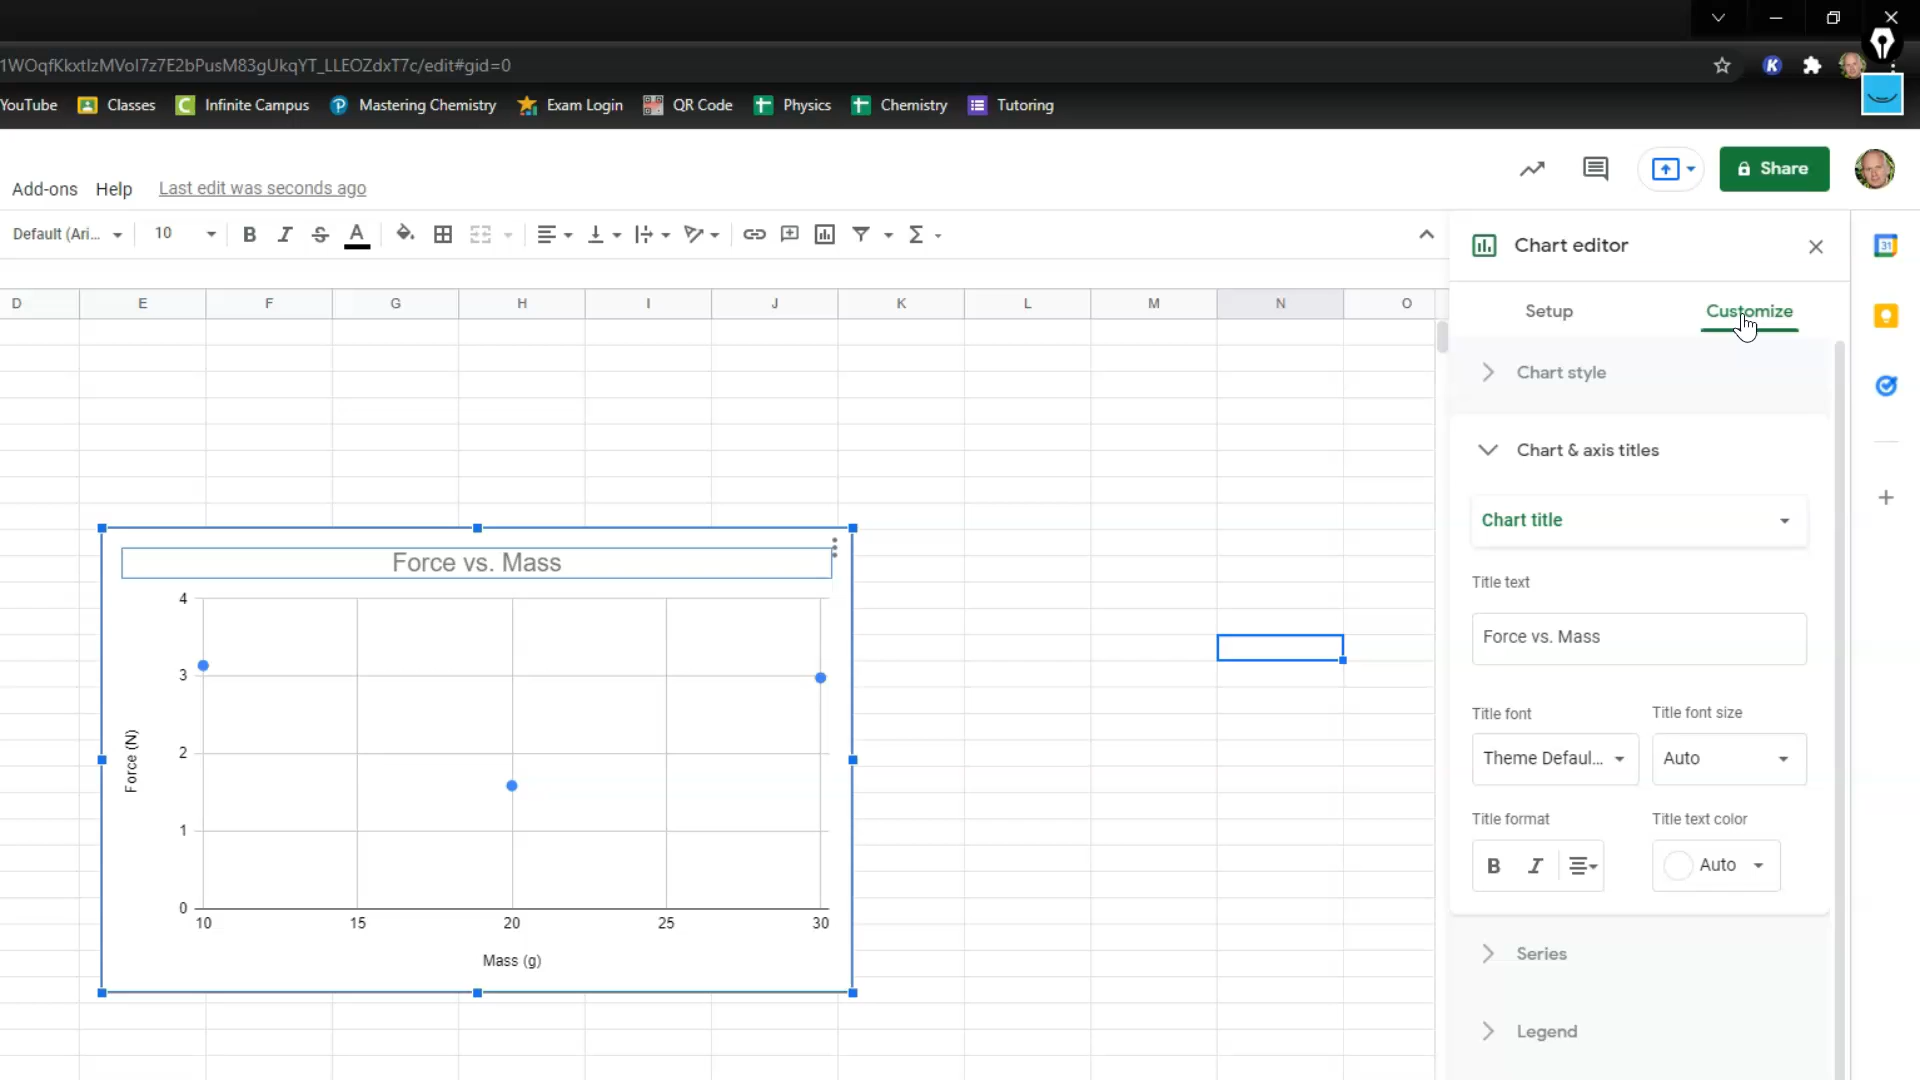 1WOqfKkxtIzMVoI7z7E2bPusM83gUkqYT_LLEOZdxT7c/edit#gid=0
YouTube Classes Infinite Campus Mastering Chemistry Exam Login QR Code Physics Chemistry Tutoring
Add-ons Help Last edit was seconds ago
Share
Default (Ari... 10
Chart editor
Setup Customize
D E F G H I J K L M N O
Chart style
Chart & axis titles
Chart title
Title text
Force vs. Mass
Title font Title font size
Theme Defaul... Auto
Title format Title text color
Auto
Series
Legend
Force vs. Mass
4
3
2
1
0
10 15 20 25 30
Force (N)
Mass (g)
31